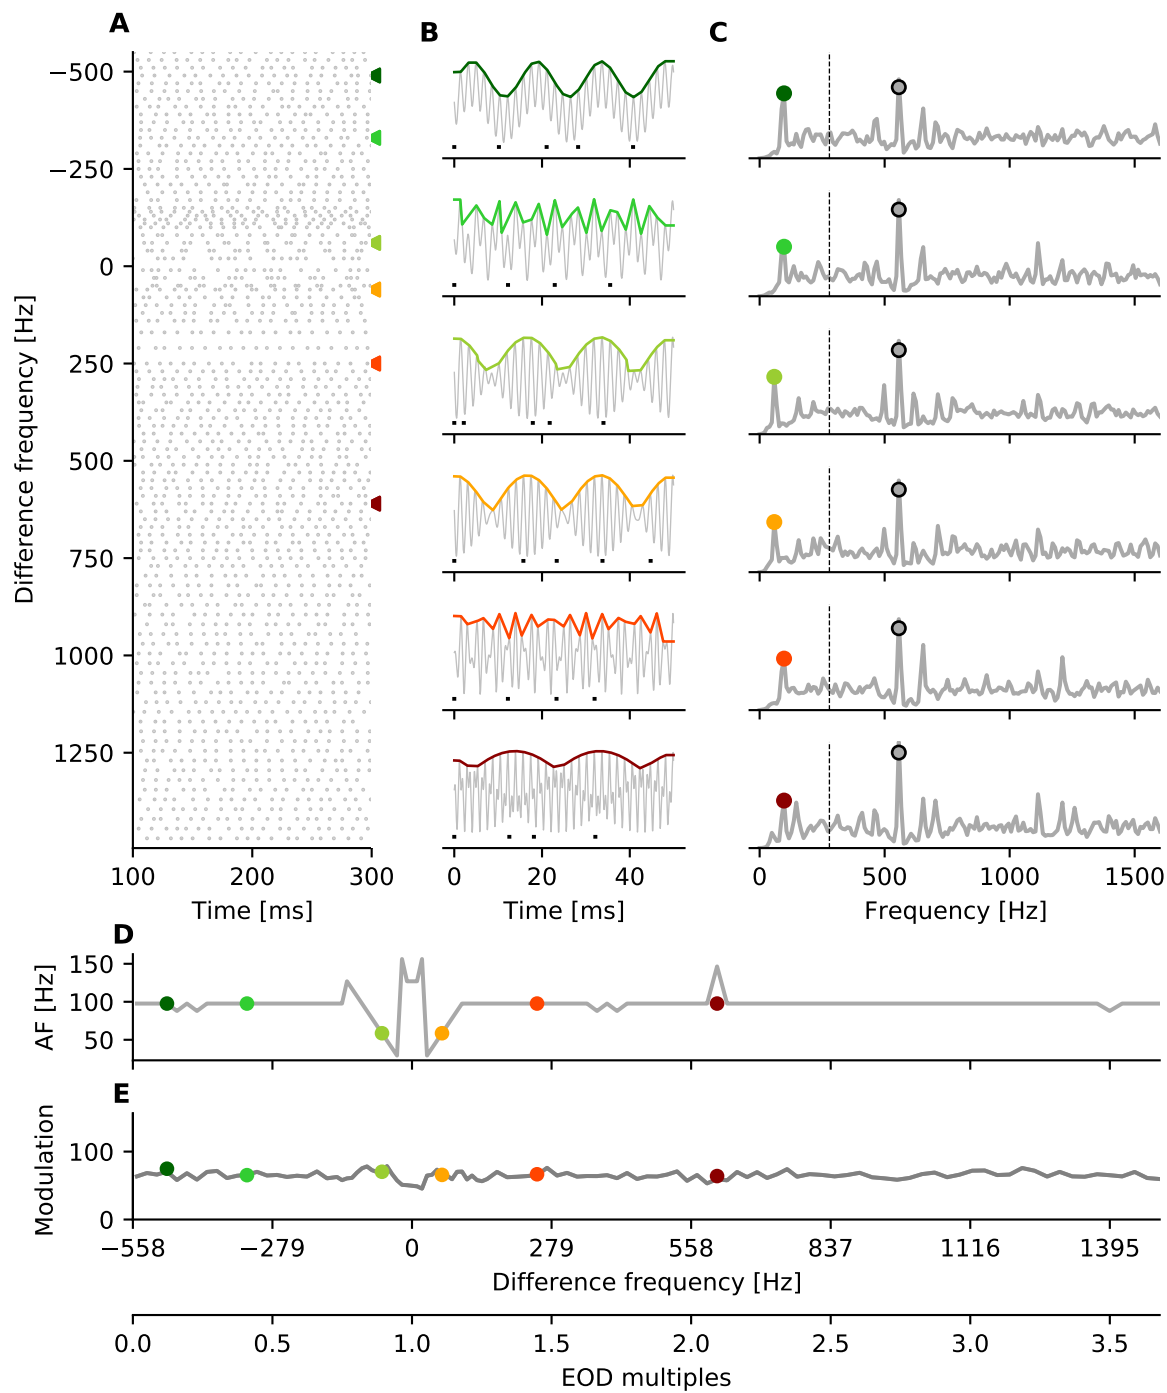 A
B
C
Difference frequency [Hz]
−500
−250
0
250
500
750
1000
1250
100 200 300
Time [ms]
0 20 40
Time [ms]
0 500 1000 1500
Frequency [Hz]
D
AF [Hz]
150
100
50
E
Modulation
100
0
−558 −279 0 279 558 837 1116 1395
Difference frequency [Hz]
0.0 0.5 1.0 1.5 2.0 2.5 3.0 3.5
EOD multiples